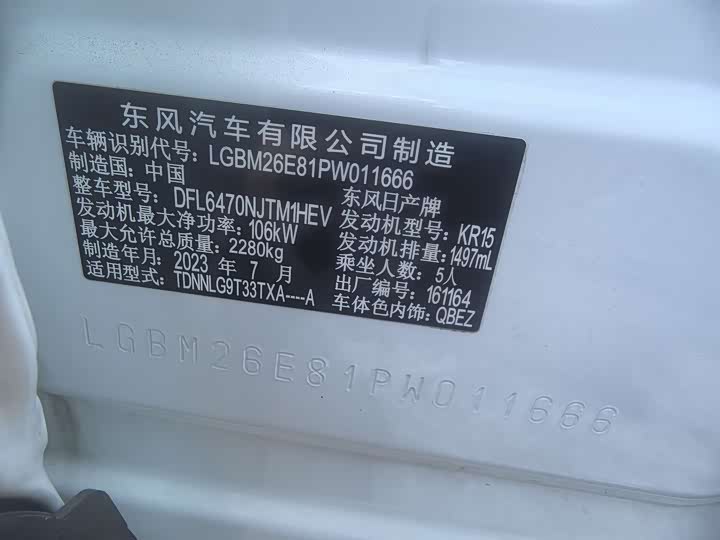 东风汽车有限公司制造
车辆识别代号: LGBM26E81PW011666
制造国: 中国 东风日产牌
整车型号: DFL6470NJTM1HEV 发动机型号: KR15
发动机最大净功率: 106kW 发动机排量: 1497mL
最大允许总质量: 2280kg 乘坐人数: 5人
制造年月: 2023 年 7 月 出厂编号: 161164
适用型式: TDNNLG9T33TXA----A 车体色内饰: QBEZ
LGBM26E81PW011666